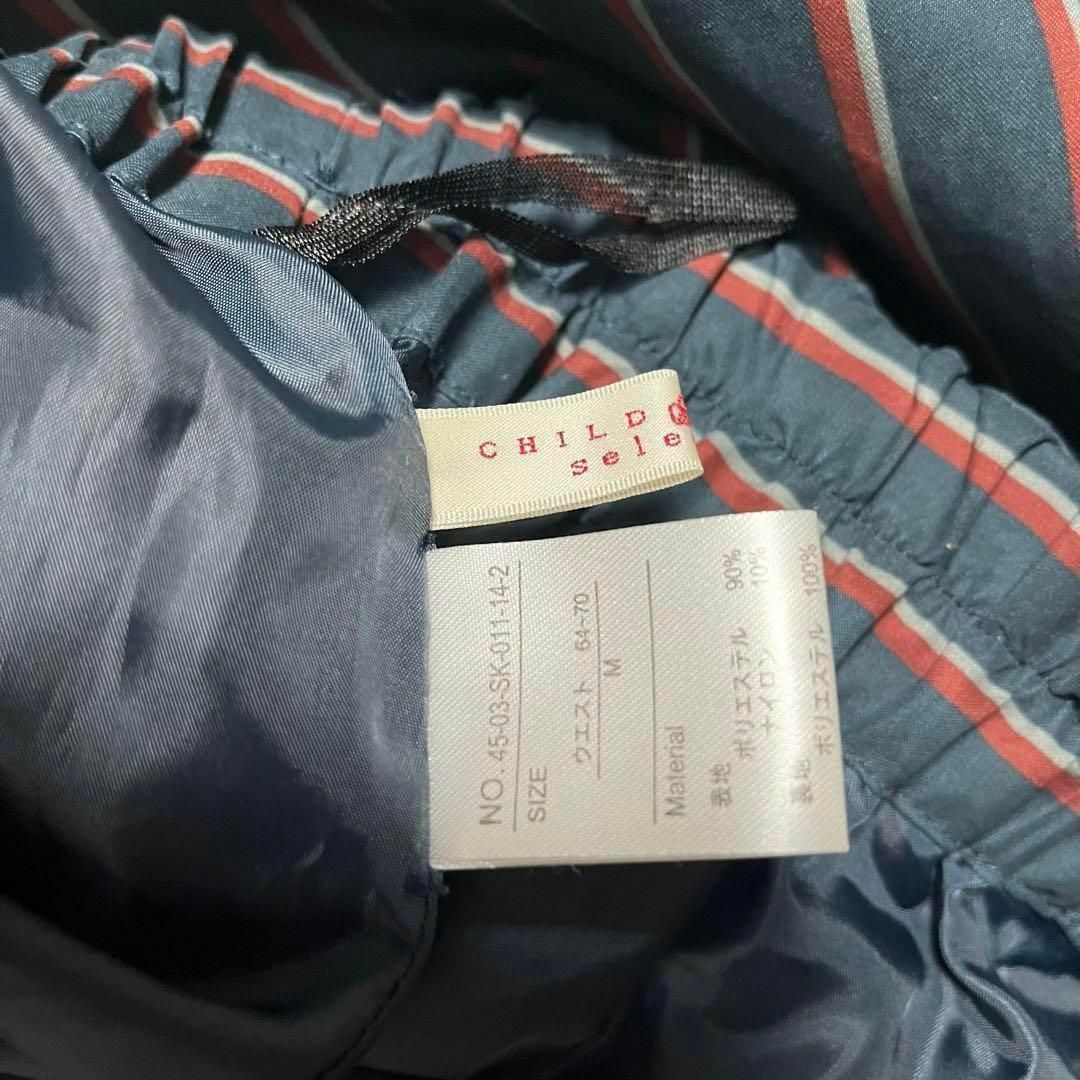 CHILD
sele
NO. 45-03-SK-011-14-2
SIZE
ウエスト 64~70
M
Material
表地 ポリエステル 90%
ナイロン 10%
裏地 ポリエステル 100%